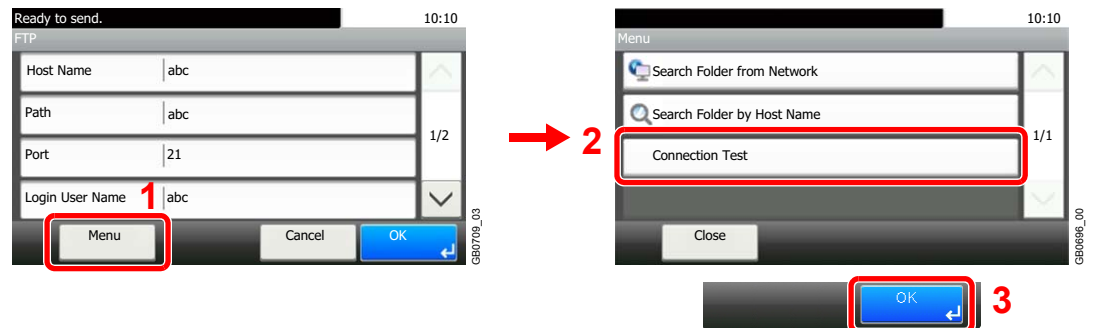 Ready to send.
10:10
FTP
Host Name
abc
Path
abc
1/2
Port
21
Login User Name
1
abc
Menu
Cancel
OK
GB0709_03
2
10:10
Menu
Search Folder from Network
Search Folder by Host Name
1/1
Connection Test
Close
GB0696_00
OK
3